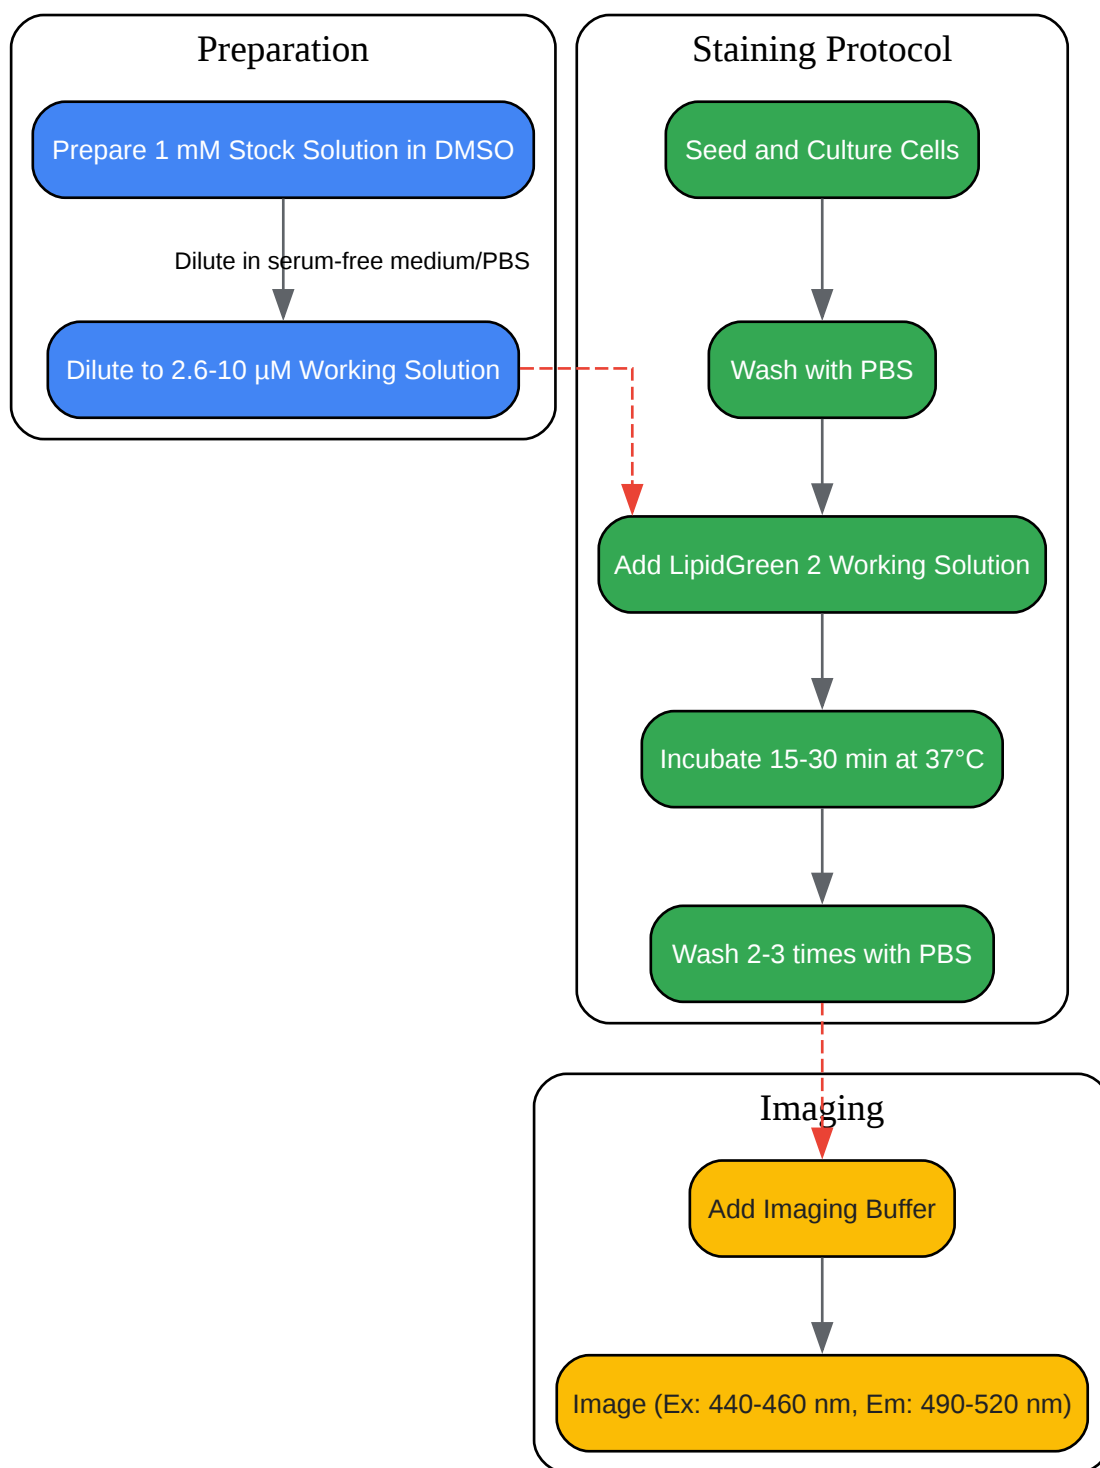 Preparation
Prepare 1 mM Stock Solution in DMSO
Dilute in serum-free medium/PBS
Dilute to 2.6-10 µM Working Solution
Staining Protocol
Seed and Culture Cells
Wash with PBS
Add LipidGreen 2 Working Solution
Incubate 15-30 min at 37°C
Wash 2-3 times with PBS
Imaging
Add Imaging Buffer
Image (Ex: 440-460 nm, Em: 490-520 nm)